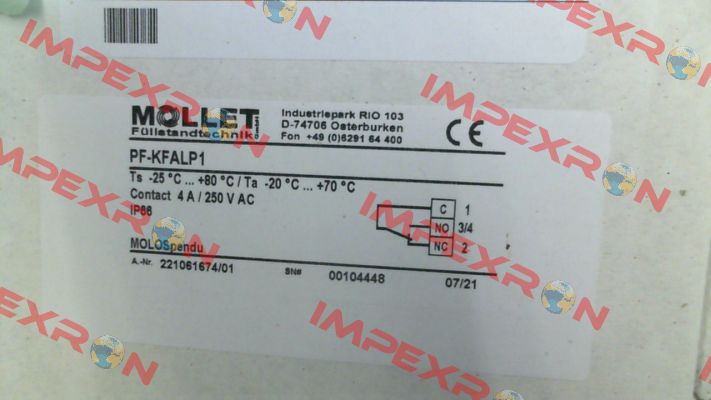 MOLLET
Füllstandtechnik GmbH
Industriepark RIO 103
D-74706 Osterburken
Fon +49 (0)6291 64 400
CE
PF-KFALP1
Ts -25 °C ... +80 °C / Ta -20 °C ... +70 °C
Contact 4 A / 250 V AC
IP66
C 1
NO 3/4
NC 2
MOLOSpendu
A.-Nr. 221061674/01 SN# 00104448 07/21
IMPEXRON
IMPEXRON
IMPEXRON
IMPEXRON
IMPEXRON
IMPEXRON